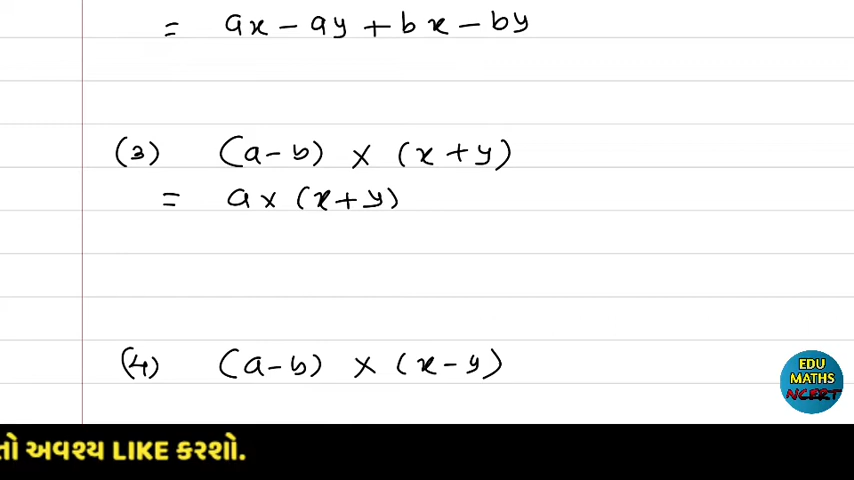 = ax - ay + bx - by
(3) (a-b) × (x+y)
= a × (x+y)
(4) (a-b) × (x-y)
EDU
MATHS
NCERT
તો અવશ્ય LIKE કરશો.